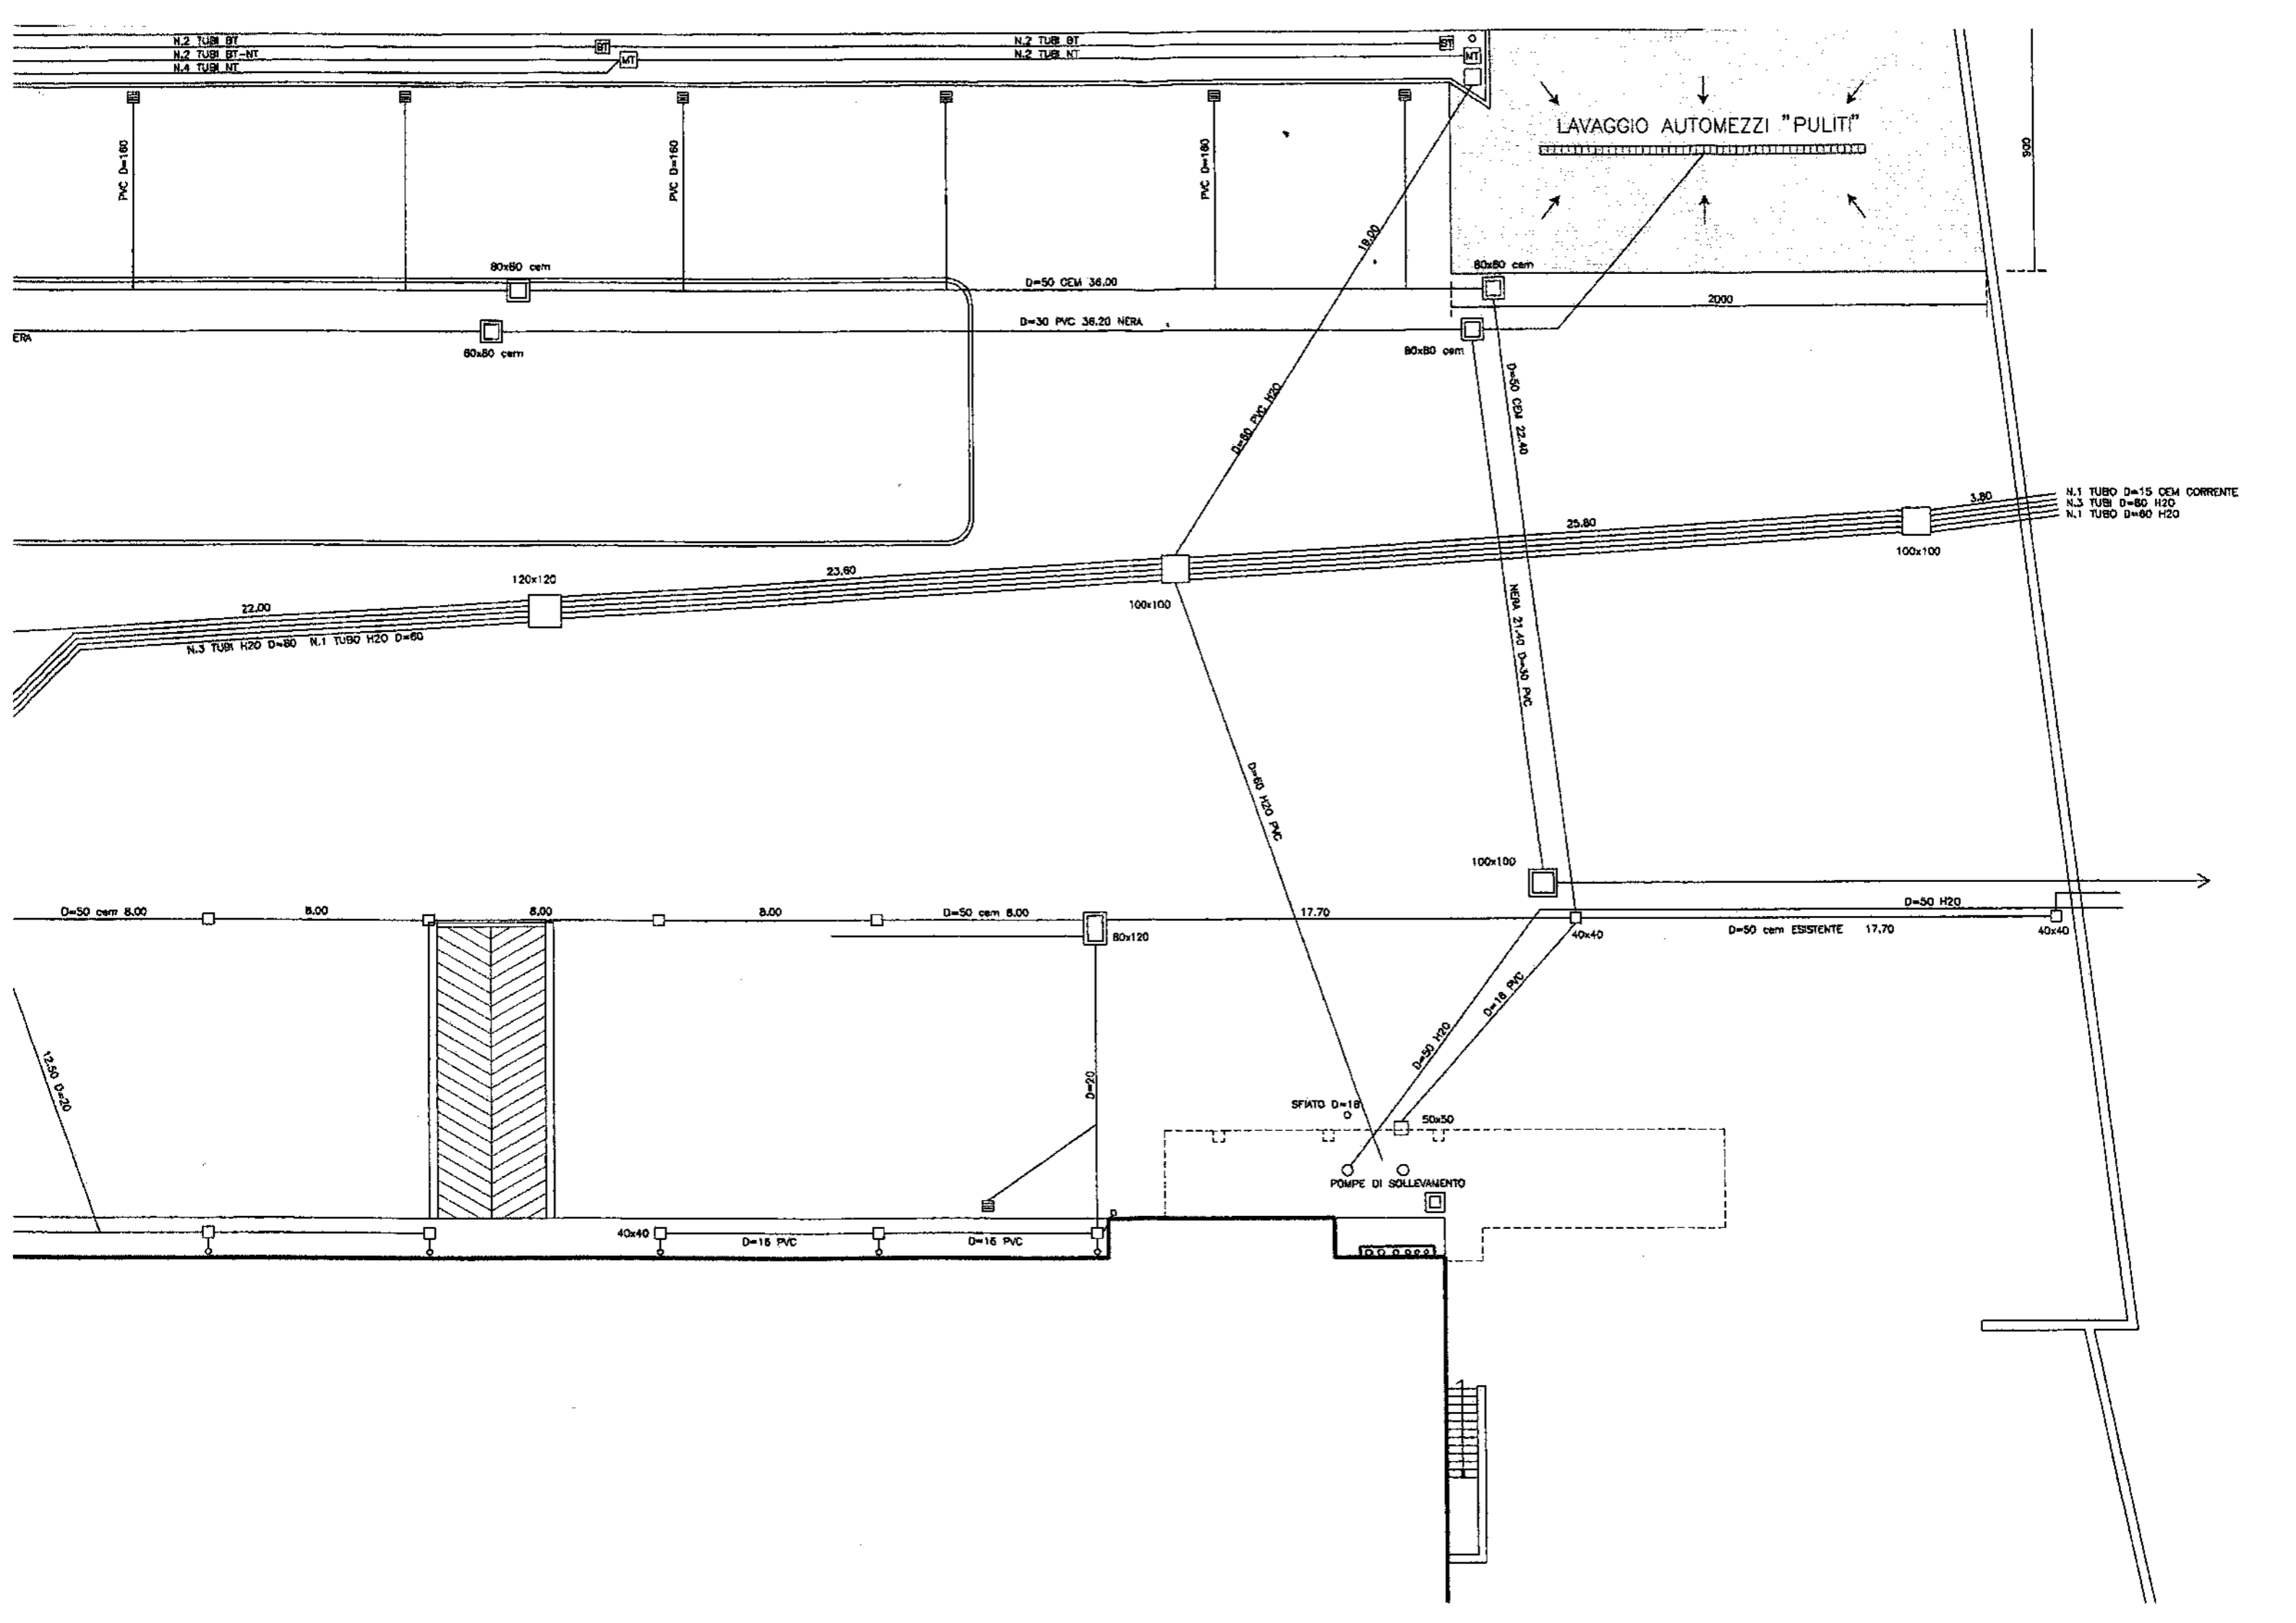 N.2 TUBI BT
N.2 TUBI BT-NT
N.4 TUBI NT
BT
MT
N.2 TUBI BT
N.2 TUBI NT
BT
NT
LAVAGGIO AUTOMEZZI "PULITI"
900
PVC D=160
PVC D=160
PVC D=160
18.00
80x80 cem
D=50 CEM 36.00
80x80 cem
2000
D=30 PVC 36.20 NERA
ERA
80x80 cem
80x80 cem
D=50 CEM 22.40
D=60 PVC H20
N.1 TUBO D=15 CEM CORRENTE
N.3 TUBI D=80 H20
N.1 TUBO D=60 H20
3.80
25.80
100x100
120x120
23.60
100x100
22.00
N.3 TUBI H20 D=80 N.1 TUBO H20 D=60
NERA 21.40 D=30 PVC
D=60 H20 PVC
100x100
D=50 cem 8.00
8.00
8.00
8.00
D=50 cem 8.00
17.70
D=50 H20
80x120
40x40
D=50 cem ESISTENTE 17.70
40x40
D=16 PVC
D=50 H20
12.50 D=20
D=20
SFIATO D=16
50x50
POMPE DI SOLLEVAMENTO
40x40
D=16 PVC
D=16 PVC